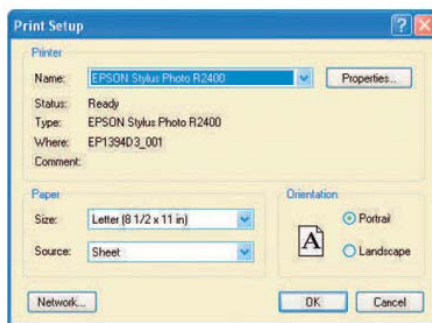 Print Setup
Printer
Name: EPSON Stylus Photo R2400 Properties...
Status: Ready
Type: EPSON Stylus Photo R2400
Where: EP1394D3_001
Comment:
Paper
Size: Letter (8 1/2 x 11 in)
Source: Sheet
Orientation
A
Portrait
Landscape
Network... OK Cancel